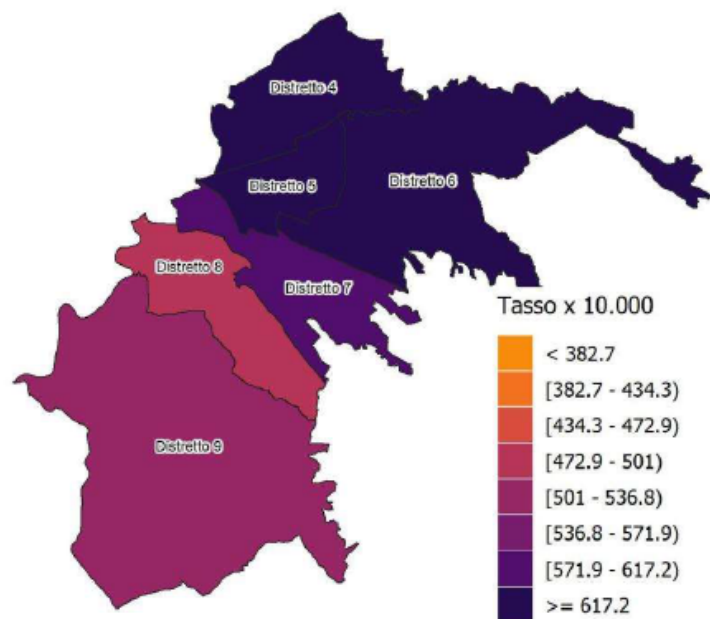 Distretto 4
Distretto 5
Distretto 6
Distretto 8
Distretto 7
Distretto 9
Tasso x 10.000
< 382.7
[382.7 - 434.3)
[434.3 - 472.9)
[472.9 - 501)
[501 - 536.8)
[536.8 - 571.9)
[571.9 - 617.2)
>= 617.2